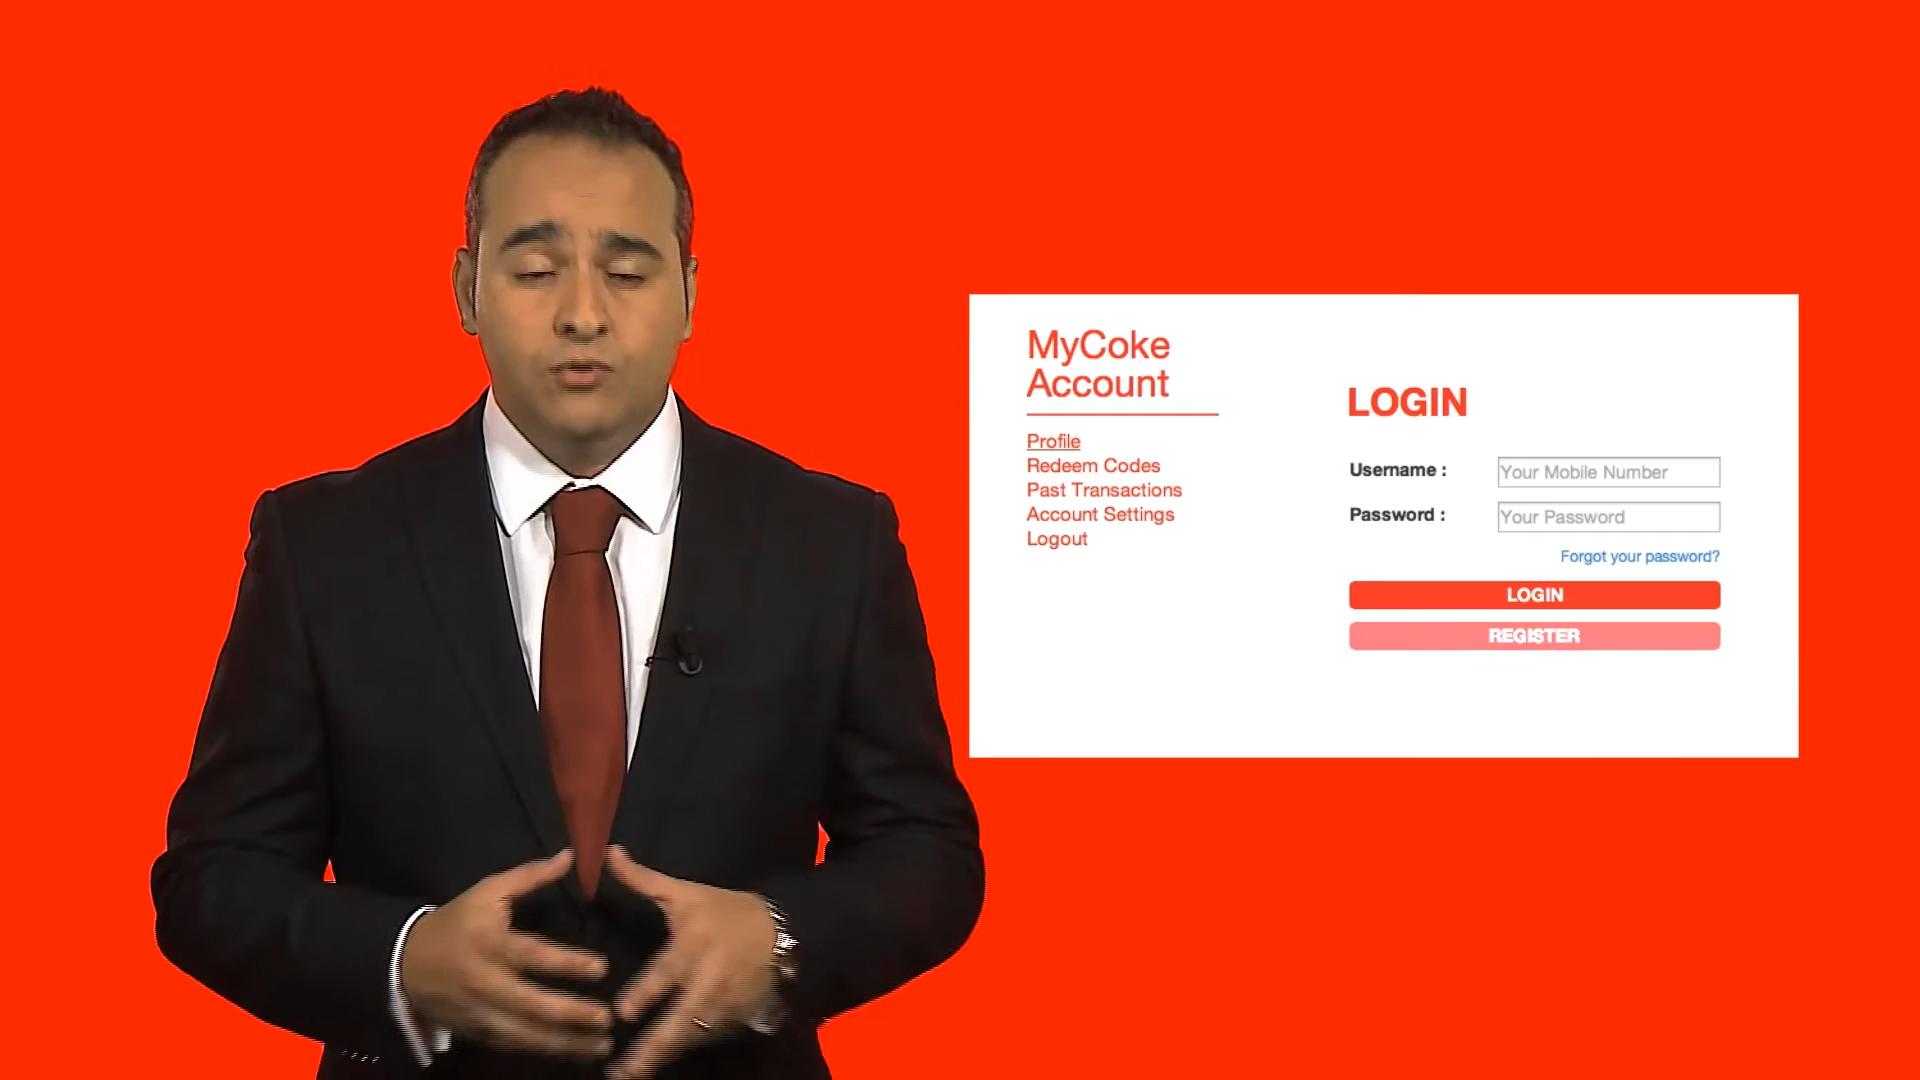 MyCoke
Account
Profile
Redeem Codes
Past Transactions
Account Settings
Logout
LOGIN
Username :
Your Mobile Number
Password :
Your Password
Forgot your password?
LOGIN
REGISTER